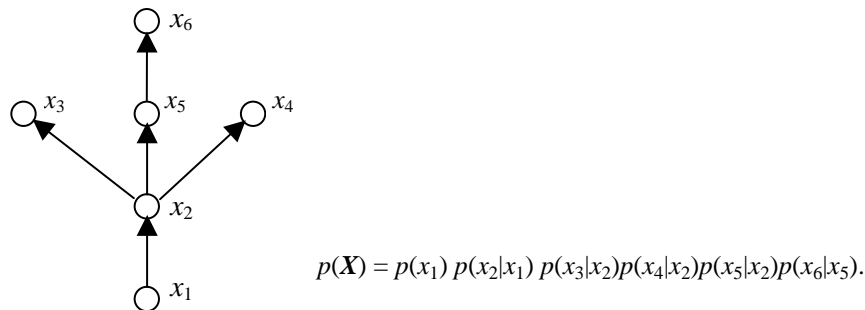 x₆
x₃ x₅ x₄
x₂
x₁
p(X) = p(x₁) p(x₂|x₁) p(x₃|x₂)p(x₄|x₂)p(x₅|x₂)p(x₆|x₅).